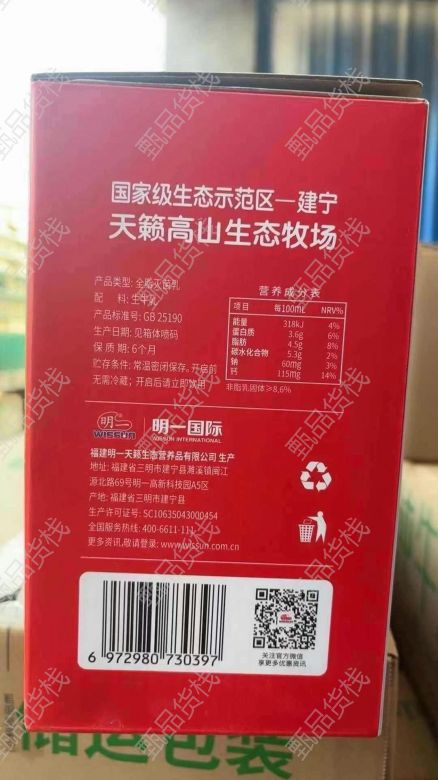 国家级生态示范区—建宁
天籁高山生态牧场
产品类型: 全脂灭菌乳
配 料: 生牛乳
产品标准号: GB 25190
生产日期: 见箱体喷码
保 质 期: 6个月
贮存条件: 常温密闭保存。开启前
无需冷藏; 开启后请立即饮用
营养成分表
项目 每100mL NRV%
能量 318kJ 4%
蛋白质 3.6g 6%
脂肪 4.5g 8%
碳水化合物 5.3g 2%
钠 60mg 3%
钙 115mg 14%
非脂乳固体≥8.6%
明一
WISSUN
明一国际
WISSUN INTERNATIONAL
福建明一天籁生态营养品有限公司 生产
地址: 福建省三明市建宁县濉溪镇闽江
源北路69号明一高新科技园A5区
产地: 福建省三明市建宁县
生产许可证号: SC10635043000454
全国服务热线: 400-6611-111
更多资讯,敬请登录: www.wissun.com.cn
6 972980 730397
关注官方微信
享更多优惠资讯
储运包装
甄品货栈